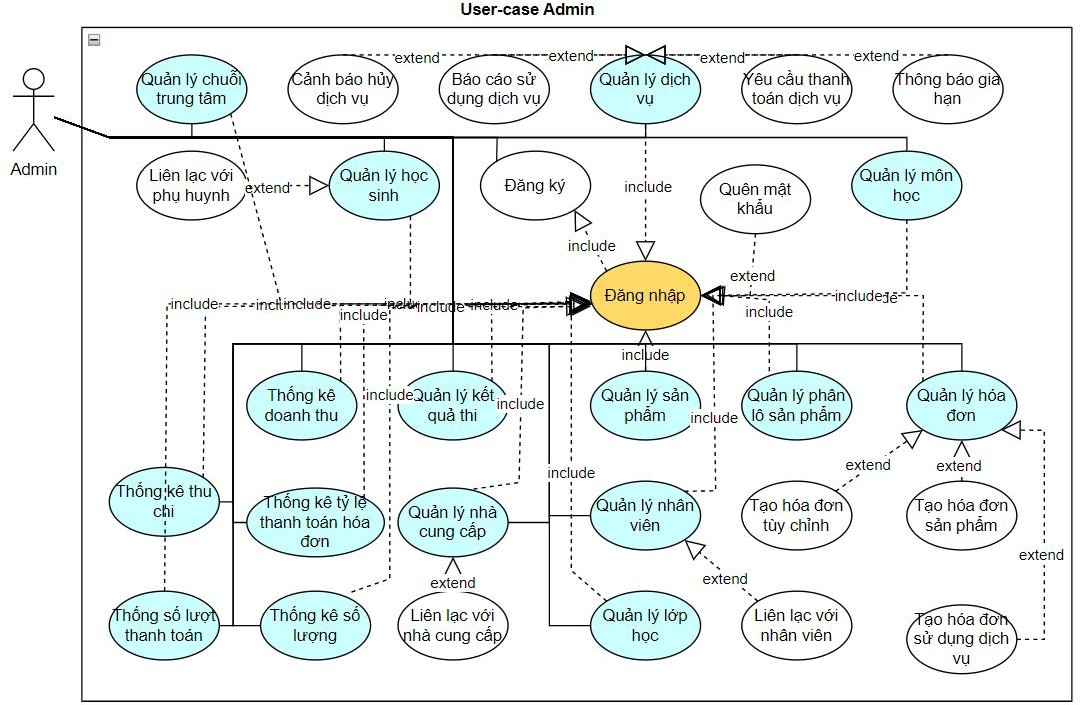 User-case Admin
Admin
Quản lý chuỗi
trung tâm
Cảnh báo hủy
dịch vụ
Báo cáo sử
dụng dịch vụ
Quản lý dịch
vụ
Yêu cầu thanh
toán dịch vụ
Thông báo gia
hạn
extend
extend
extend
extend
Liên lạc với
phụ huynh
extend
Quản lý học
sinh
Đăng ký
include
Quên mật
khẩu
Quản lý môn
học
include
extend
Đăng nhập
include
include
include
include
include
include
include
include
include
Thống kê
doanh thu
include
Quản lý kết
quả thi
include
Quản lý sản
phẩm
include
Quản lý phân
lô sản phẩm
Quản lý hóa
đơn
extend
extend
include
Thống kê thu
chi
Thống kê tỷ lệ
thanh toán hóa
đơn
Quản lý nhà
cung cấp
Quản lý nhân
viên
Tạo hóa đơn
tùy chỉnh
Tạo hóa đơn
sản phẩm
extend
extend
extend
Thống số lượt
thanh toán
Thống kê số
lượng
Liên lạc với
nhà cung cấp
Quản lý lớp
học
Liên lạc với
nhân viên
Tạo hóa đơn
sử dụng dịch
vụ